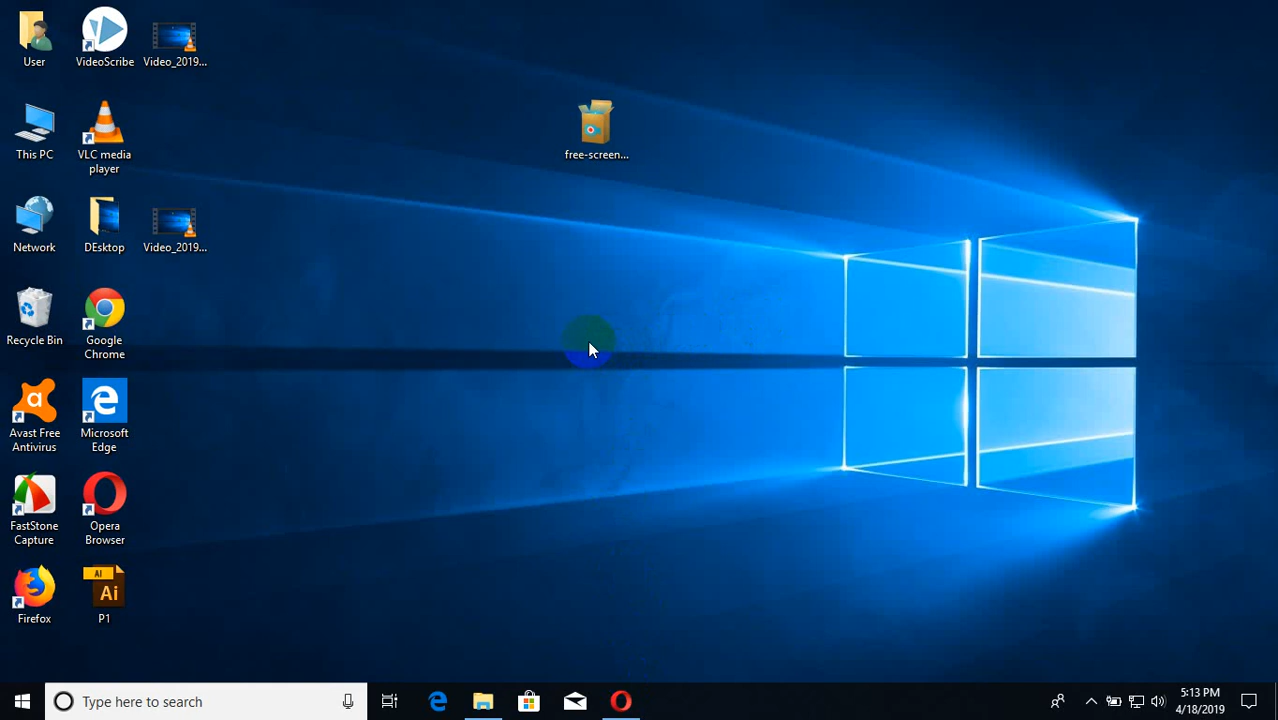 User
VideoScribe
Video_2019...
This PC
VLC media
player
free-screen...
Network
DEsktop
Video_2019...
Recycle Bin
Google
Chrome
Avast Free
Antivirus
Microsoft
Edge
FastStone
Capture
Opera
Browser
Firefox
Ai
Ai
P1
Type here to search
5:13 PM
4/18/2019